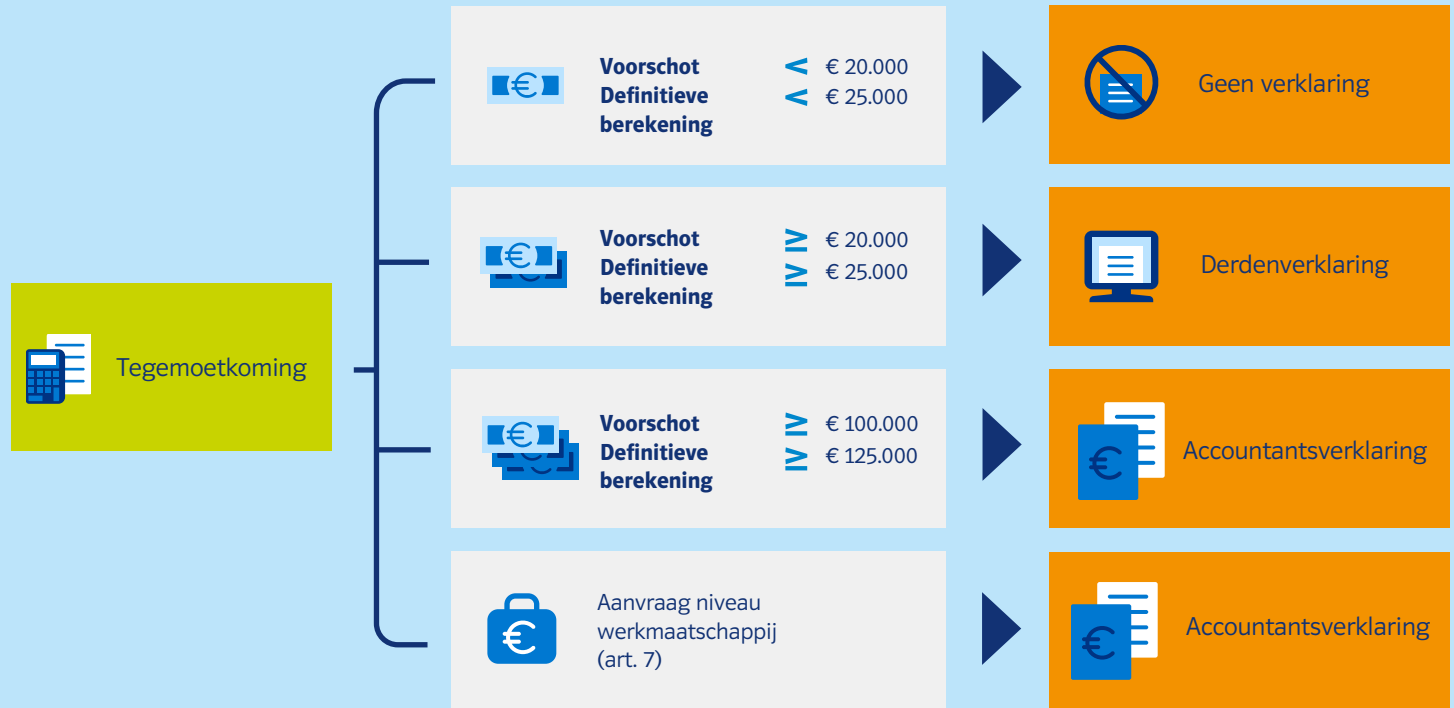 Tegemoetkoming
Voorschot < € 20.000
Definitieve < € 25.000
berekening
Geen verklaring
Voorschot ≥ € 20.000
Definitieve ≥ € 25.000
berekening
Derdenverklaring
Voorschot ≥ € 100.000
Definitieve ≥ € 125.000
berekening
Accountantsverklaring
Aanvraag niveau
werkmaatschappij
(art. 7)
Accountantsverklaring